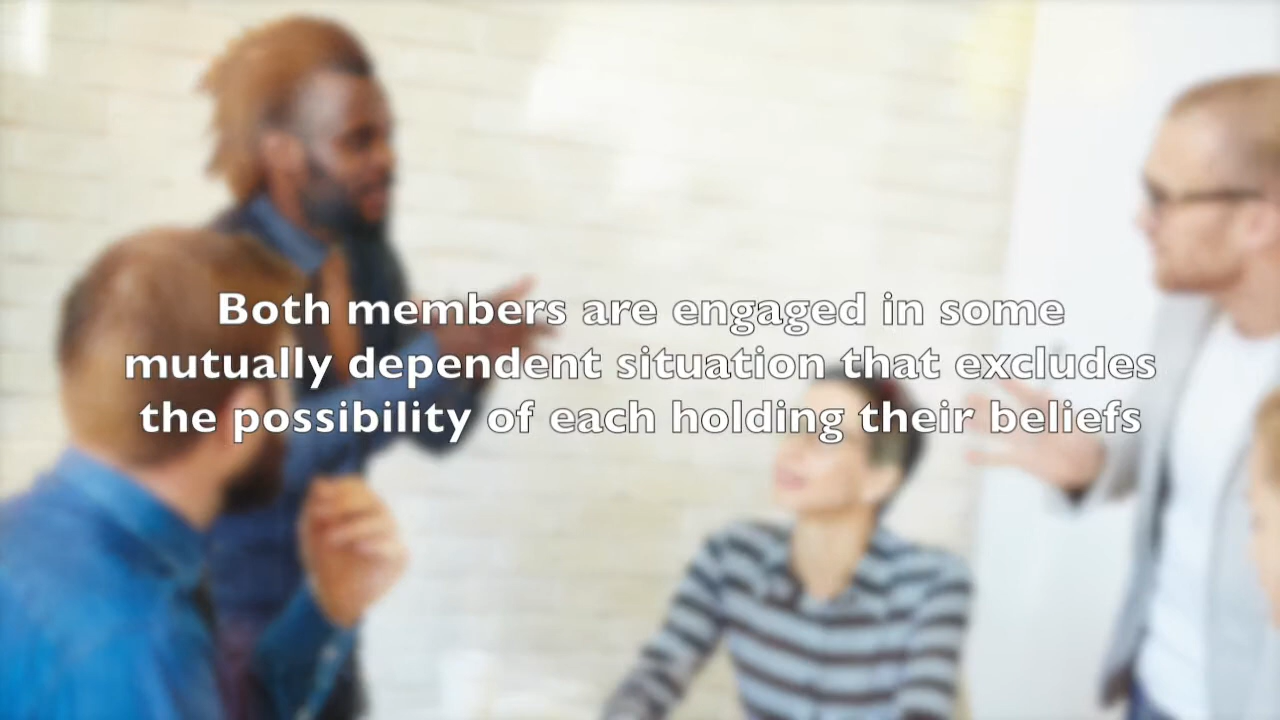 Both members are engaged in some
mutually dependent situation that excludes
the possibility of each holding their beliefs